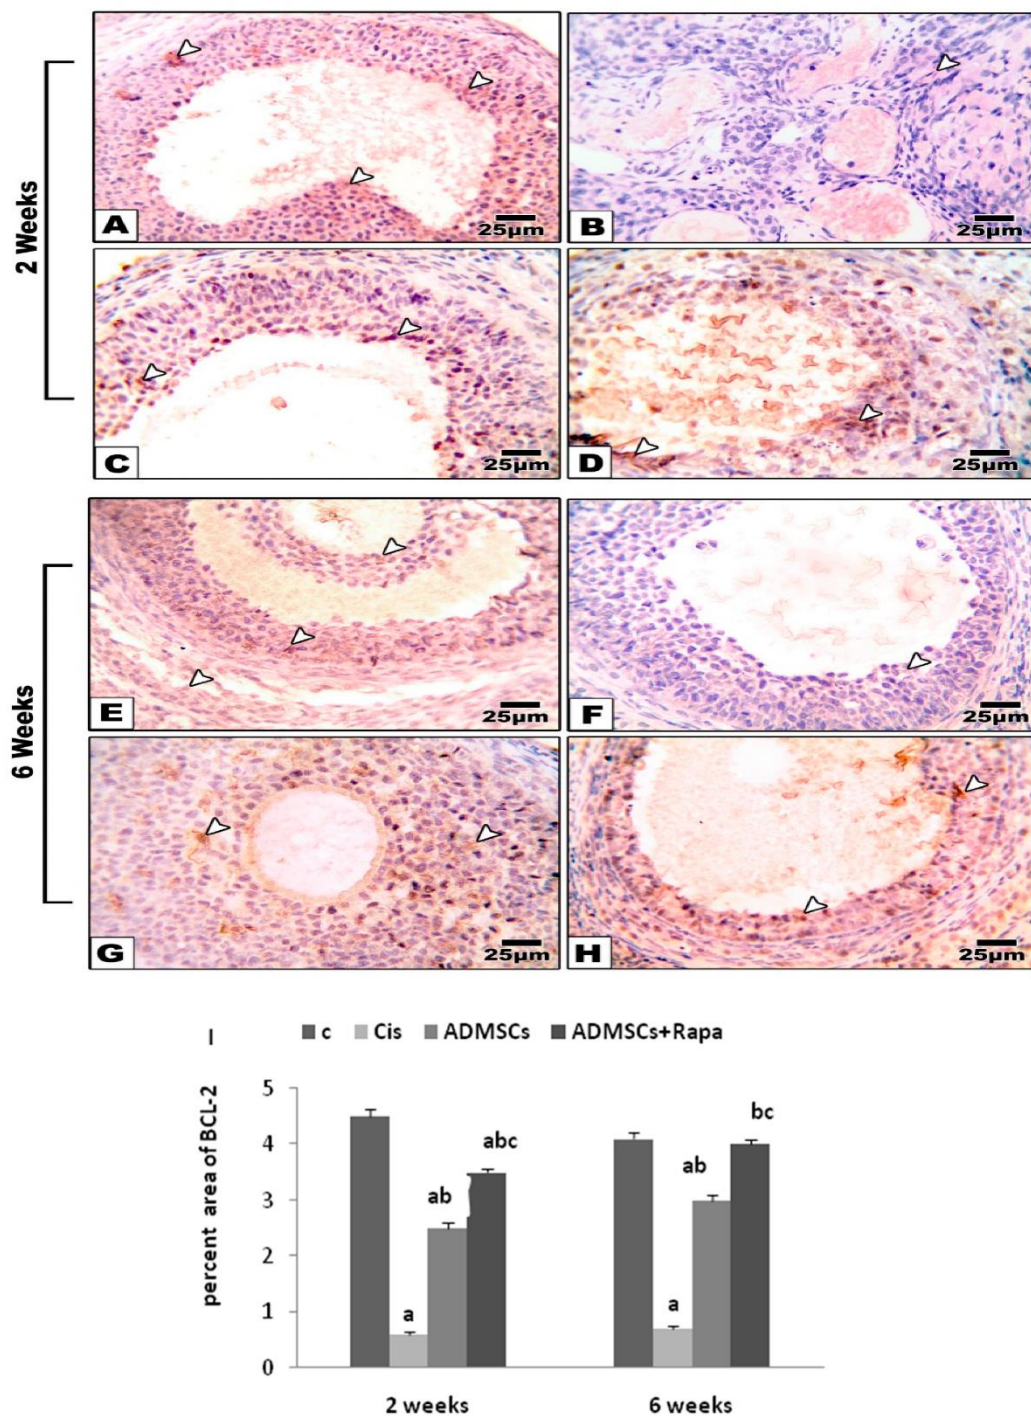 2 Weeks
A
25μm
B
25μm
C
25μm
D
25μm
6 Weeks
E
25μm
F
25μm
G
25μm
H
25μm
I
c Cis ADMSCs ADMSCs+Rapa
percent area of BCL-2
5
4
3
2
1
0
a
ab
abc
a
ab
bc
2 weeks 6 weeks